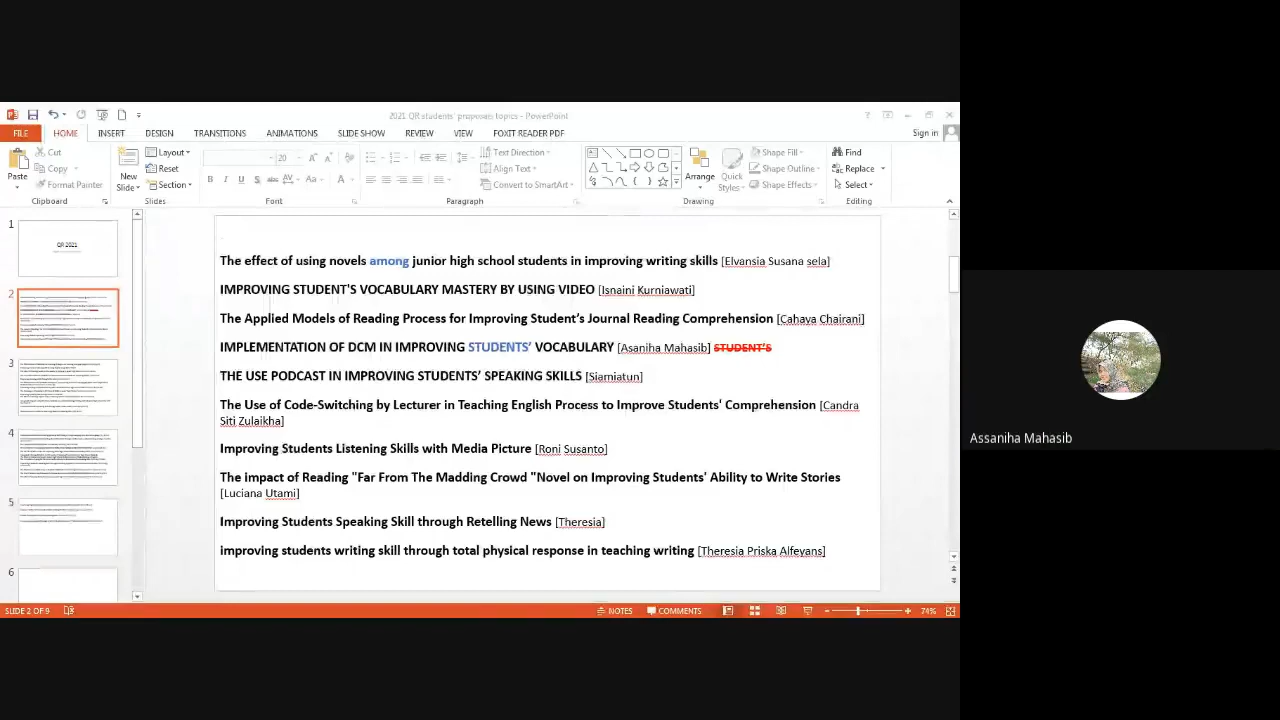 2021 QR students' proposals topics - PowerPoint
FILE HOME INSERT DESIGN TRANSITIONS ANIMATIONS SLIDE SHOW REVIEW VIEW FOXIT READER PDF Sign in
Paste
Cut
Copy
Format Painter
Clipboard
New Slide
Layout
Reset
Section
Slides
20
Font
Text Direction
Align Text
Convert to SmartArt
Paragraph
Arrange
Quick Styles
Shape Fill
Shape Outline
Shape Effects
Drawing
Find
Replace
Select
Editing
1
QR 2021
2
3
4
5
6
The effect of using novels among junior high school students in improving writing skills [Elvansia Susana sela]
IMPROVING STUDENT'S VOCABULARY MASTERY BY USING VIDEO [Isnaini Kurniawati]
The Applied Models of Reading Process for Improving Student's Journal Reading Comprehension [Cahaya Chairani]
IMPLEMENTATION OF DCM IN IMPROVING STUDENTS' VOCABULARY [Asaniha Mahasib] STUDENT'S
THE USE PODCAST IN IMPROVING STUDENTS' SPEAKING SKILLS [Siamiatun]
The Use of Code-Switching by Lecturer in Teaching English Process to Improve Students' Comprehension [Candra
Siti Zulaikha]
Improving Students Listening Skills with Media Picture [Roni Susanto]
The impact of Reading "Far From The Madding Crowd "Novel on Improving Students' Ability to Write Stories
[Luciana Utami]
Improving Students Speaking Skill through Retelling News [Theresia]
improving students writing skill through total physical response in teaching writing [Theresia Priska Alfeyans]
Assaniha Mahasib
SLIDE 2 OF 9 NOTES COMMENTS 74%